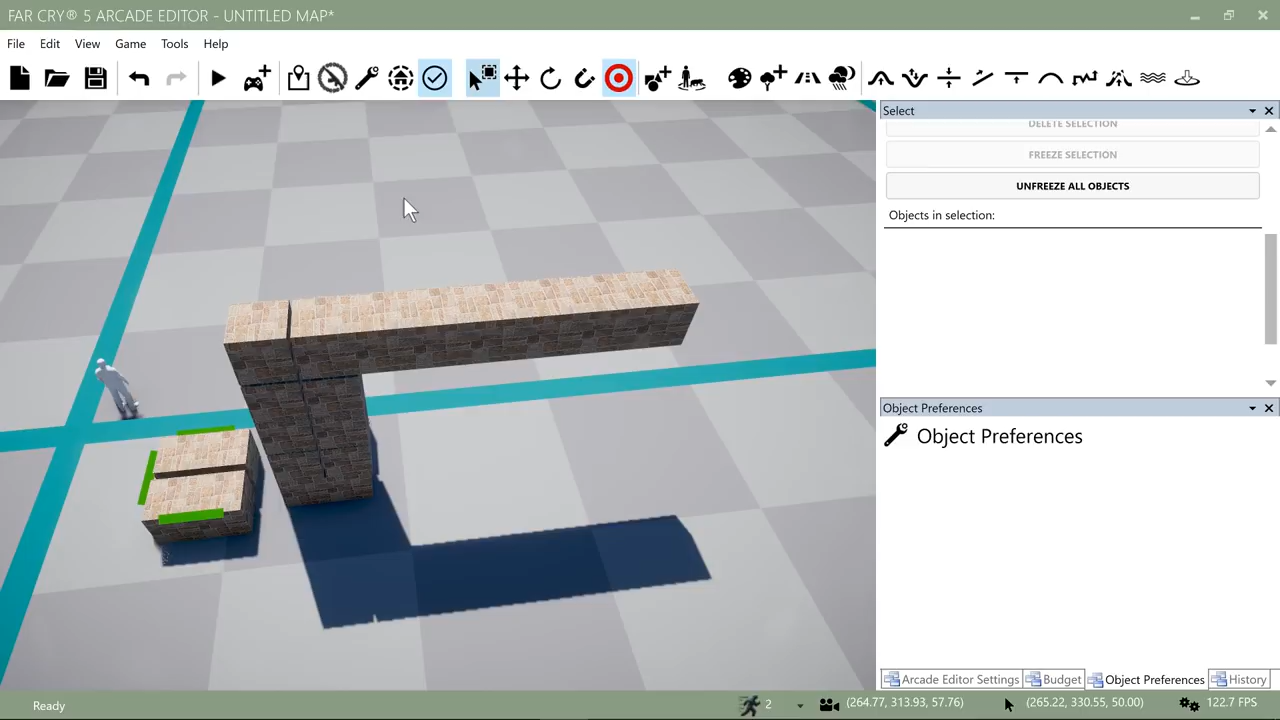 FAR CRY® 5 ARCADE EDITOR - UNTITLED MAP*
File Edit View Game Tools Help
Select
DELETE SELECTION
FREEZE SELECTION
UNFREEZE ALL OBJECTS
Objects in selection:
Object Preferences
Object Preferences
Arcade Editor Settings Budget Object Preferences History
Ready 2 (264.77, 313.93, 57.76) (265.22, 330.55, 50.00) 122.7 FPS